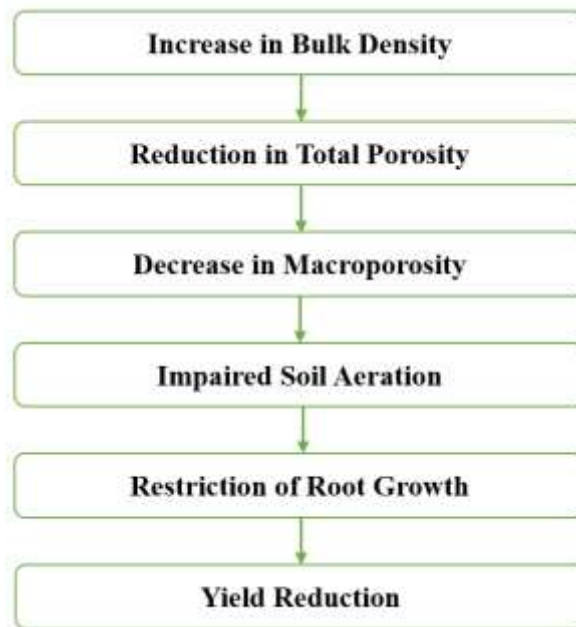 Increase in Bulk Density
Reduction in Total Porosity
Decrease in Macroporosity
Impaired Soil Aeration
Restriction of Root Growth
Yield Reduction